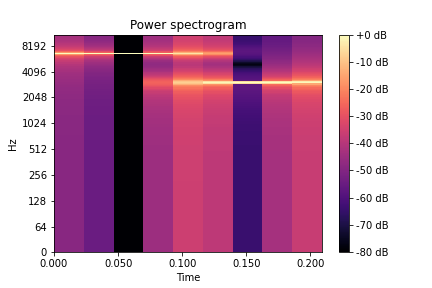 Power spectrogram
Hz
8192
4096
2048
1024
512
256
128
64
0
0.000 0.050 0.100 0.150 0.200
Time
+0 dB
-10 dB
-20 dB
-30 dB
-40 dB
-50 dB
-60 dB
-70 dB
-80 dB